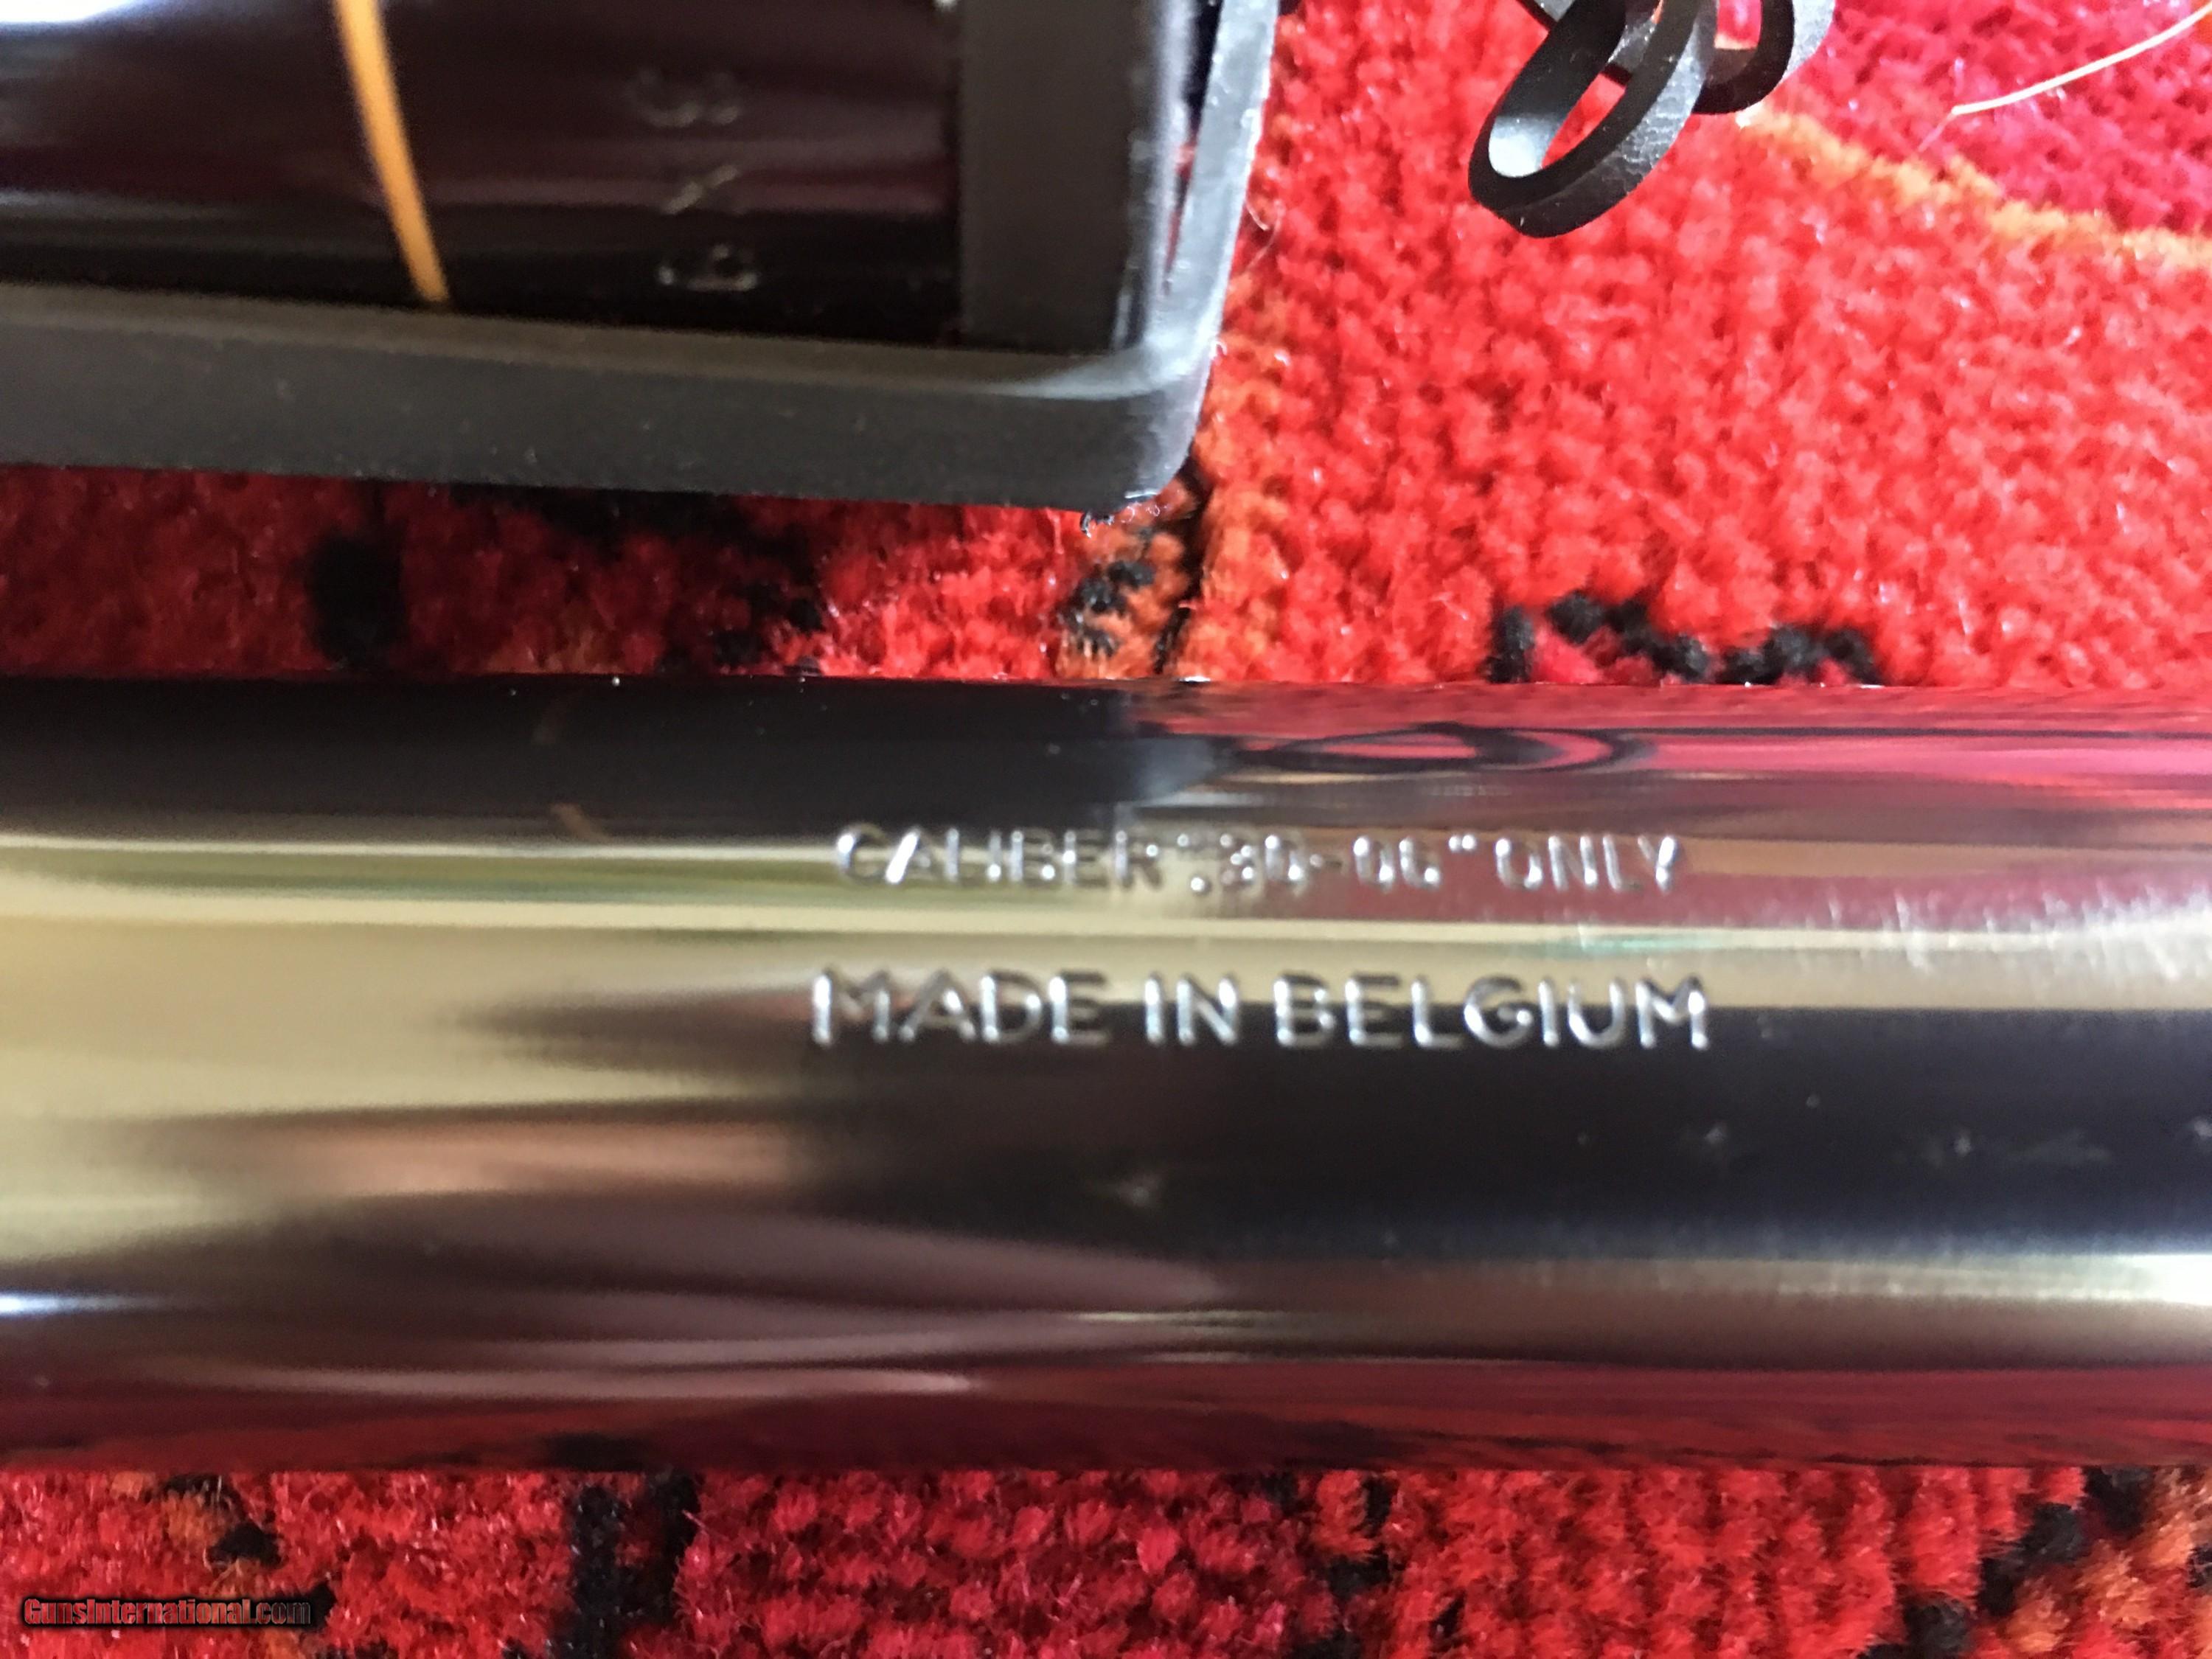 CALIBER ".30-06" ONLY
MADE IN BELGIUM
GunsInternational.com